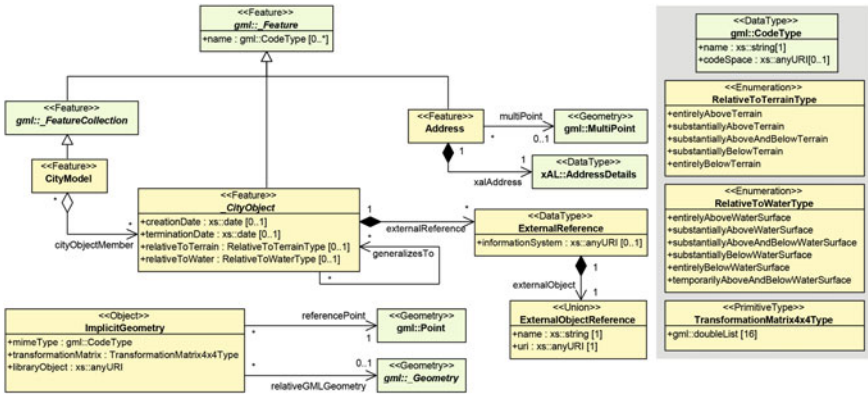 <<Feature>>
gml::_Feature
+name : gml::CodeType [0..*]
<<Feature>>
gml::_FeatureCollection
<<Feature>>
CityModel
*
*
cityObjectMember
<<Feature>>
Address
multiPoint
*
0..1
<<Geometry>>
gml::MultiPoint
1
1
xalAddress
<<DataType>>
xAL::AddressDetails
<<Feature>>
_CityObject
+creationDate : xs::date [0..1]
+terminationDate : xs::date [0..1]
+relativeToTerrain : RelativeToTerrainType [0..1]
+relativeToWater : RelativeToWaterType [0..1]
1
*
externalReference
*
generalizesTo
*
<<DataType>>
ExternalReference
+informationSystem : xs::anyURI [0..1]
1
externalObject
1
<<Union>>
ExternalObjectReference
+name : xs::string [1]
+uri : xs::anyURI [1]
<<Object>>
ImplicitGeometry
+mimeType : gml::CodeType
+transformationMatrix : TransformationMatrix4x4Type
+libraryObject : xs::anyURI
referencePoint
*
1
<<Geometry>>
gml::Point
*
0..1
relativeGMLGeometry
<<Geometry>>
gml::_Geometry
<<DataType>>
gml::CodeType
+name : xs::string[1]
+codeSpace : xs::anyURI[0..1]
<<Enumeration>>
RelativeToTerrainType
+entirelyAboveTerrain
+substantiallyAboveTerrain
+substantiallyAboveAndBelowTerrain
+substantiallyBelowTerrain
+entirelyBelowTerrain
<<Enumeration>>
RelativeToWaterType
+entirelyAboveWaterSurface
+substantiallyAboveWaterSurface
+substantiallyAboveAndBelowWaterSurface
+substantiallyBelowWaterSurface
+entirelyBelowWaterSurface
+temporarilyAboveAndBelowWaterSurface
<<PrimitiveType>>
TransformationMatrix4x4Type
+gml::doubleList [16]